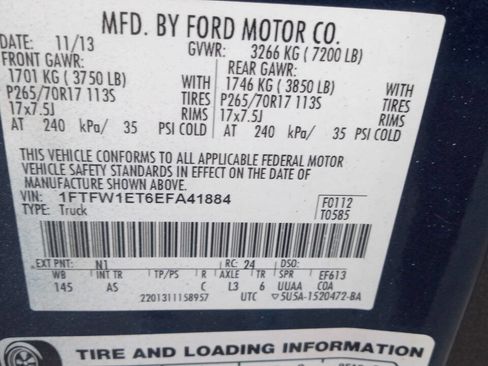 MFD. BY FORD MOTOR CO.
DATE: 11/13 GVWR: 3266 KG ( 7200 LB)
FRONT GAWR: REAR GAWR:
1701 KG ( 3750 LB) WITH 1746 KG ( 3850 LB) WITH
P265/70R17 113S TIRES P265/70R17 113S TIRES
17x7.5J RIMS 17x7.5J RIMS
AT 240 kPa/ 35 PSI COLD AT 240 kPa/ 35 PSI COLD
THIS VEHICLE CONFORMS TO ALL APPLICABLE FEDERAL MOTOR
VEHICLE SAFETY STANDARDS IN EFFECT ON THE DATE OF
MANUFACTURE SHOWN ABOVE.
VIN: 1FTFW1ET6EFA41884 F0112
TYPE: Truck T0585
EXT PNT: N1 RC: 24 DSO:
WB INT TR TP/PS R AXLE TR SPR EF613
145 AS C L3 6 UUAA COA
2201311158957 UTC ▽5U5A-1520472-BA
TIRE AND LOADING INFORMATION